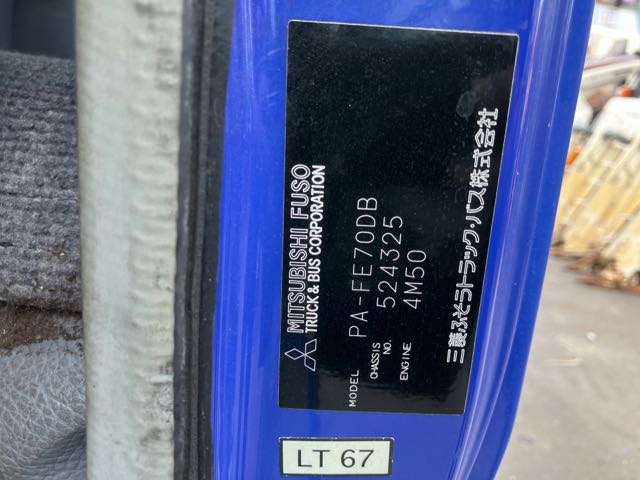 MITSUBISHI FUSO
TRUCK & BUS CORPORATION
MODEL PA-FE70DB
CHASSIS NO. 524325
ENGINE 4M50
三菱ふそうトラック・バス株式会社
LT 67